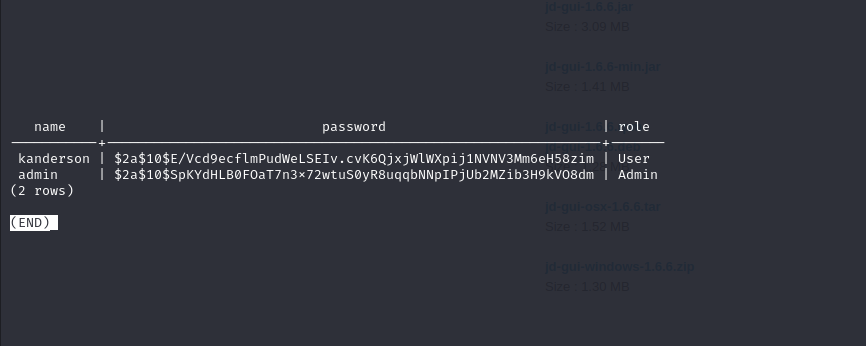 jd-gui-1.6.6.jar
Size : 3.09 MB
jd-gui-1.6.6-min.jar
Size : 1.41 MB
name | password | role
kanderson | $2a$10$E/Vcd9ecflmPudWeLSEIv.cvK6QjxjWlWXpij1NVNV3Mm6eH58zim | User
admin | $2a$10$SpKYdHLB0FOaT7n3x72wtuS0yR8uqqbNNpIPjUb2MZib3H9kVO8dm | Admin
(2 rows)
jd-gui-osx-1.6.6.tar
(END)
Size : 1.52 MB
jd-gui-windows-1.6.6.zip
Size : 1.30 MB